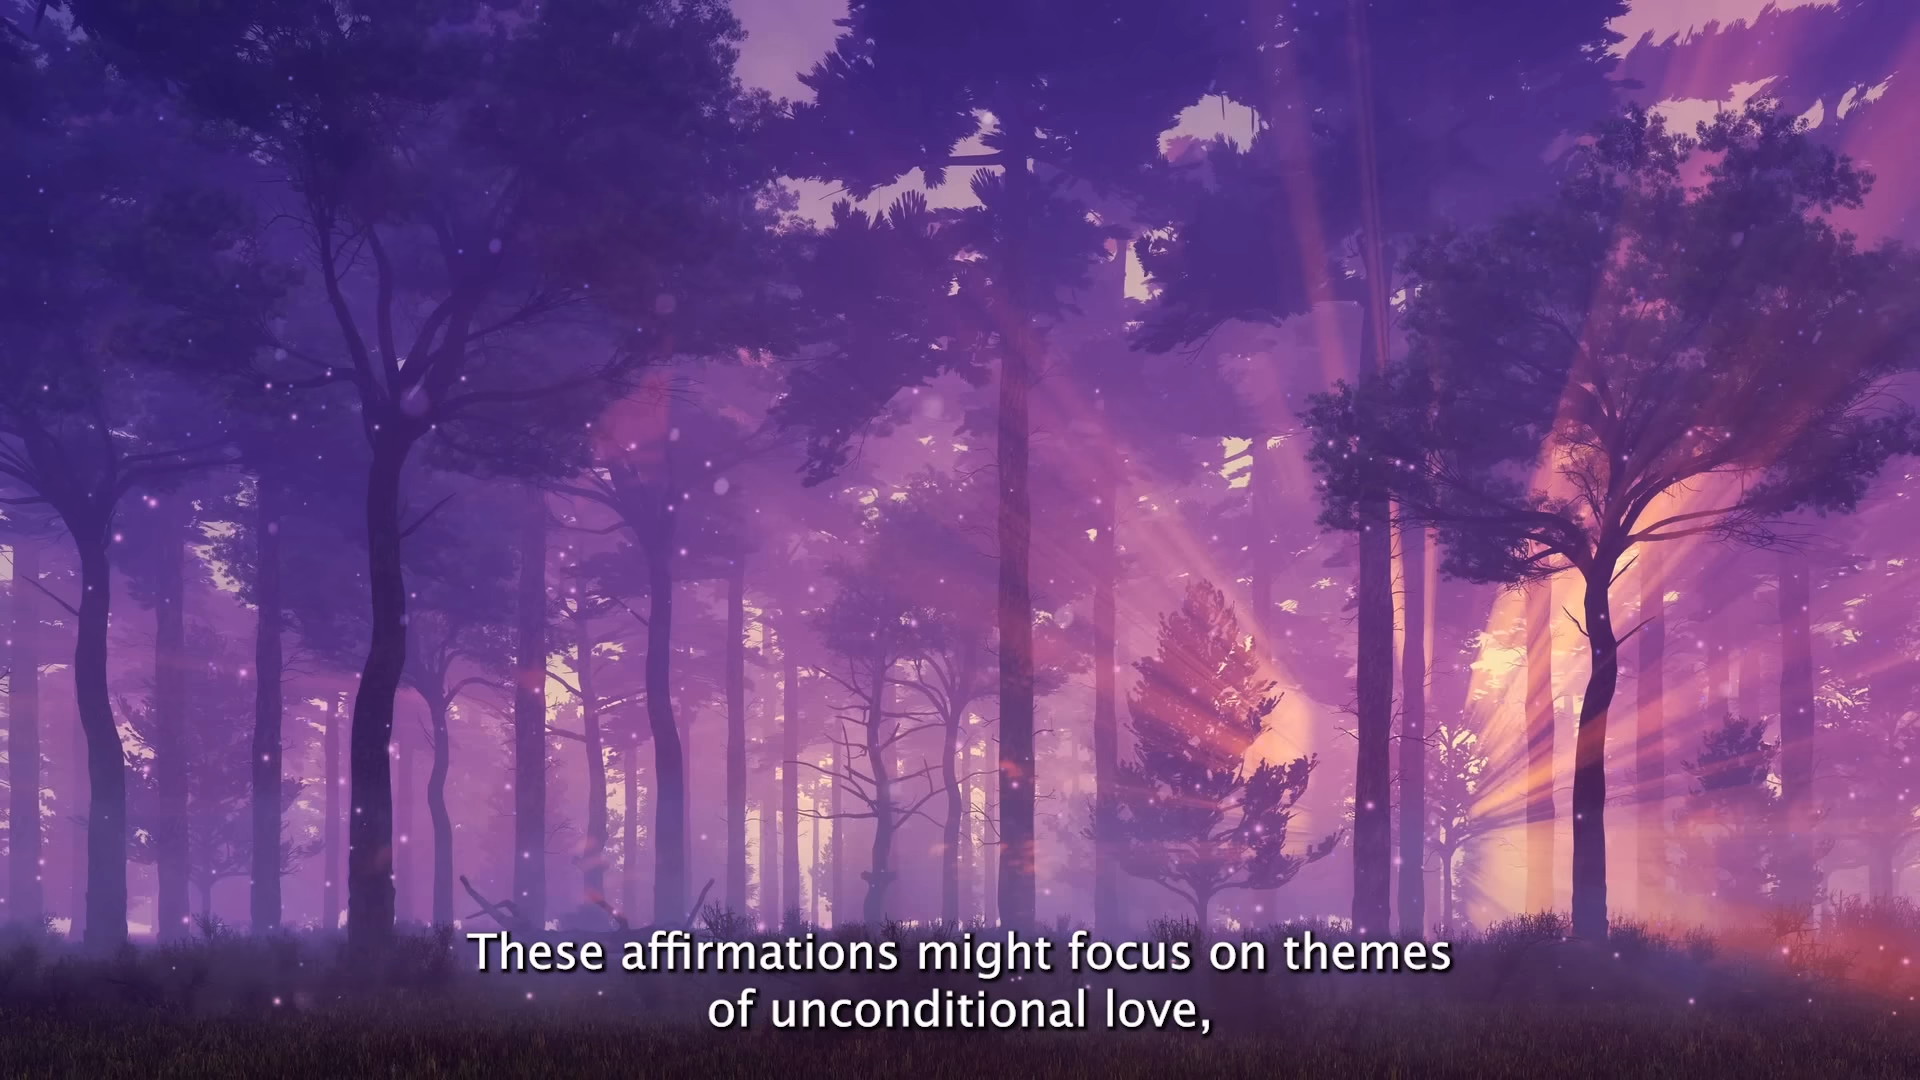 These affirmations might focus on themes
of unconditional love,